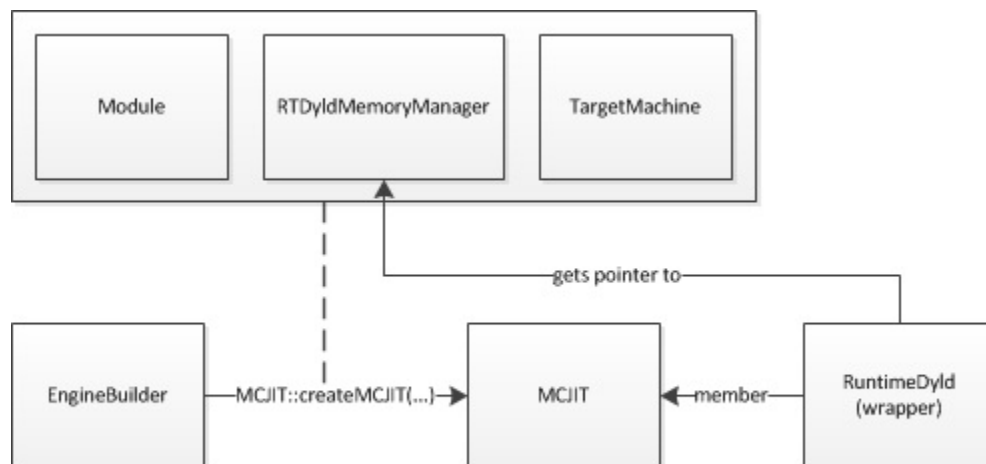 Module
RTDyldMemoryManager
TargetMachine
gets pointer to
EngineBuilder
MCJIT::createMCJIT(...)
MCJIT
member
RuntimeDyld
(wrapper)